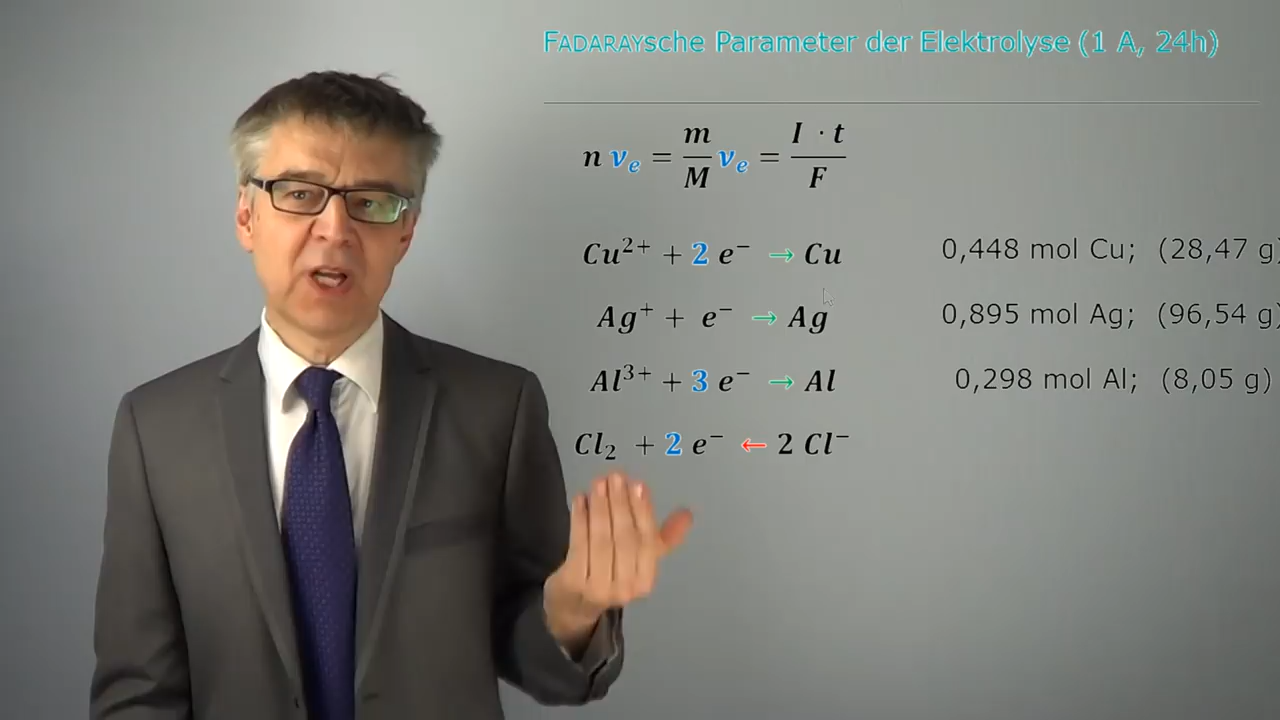 FADARAYsche Parameter der Elektrolyse (1 A, 24h)
n νₑ = m/M νₑ = I · t/F
Cu²⁺ + 2 e⁻ → Cu 0,448 mol Cu; (28,47 g)
Ag⁺ + e⁻ → Ag 0,895 mol Ag; (96,54 g
Al³⁺ + 3 e⁻ → Al 0,298 mol Al; (8,05 g)
Cl₂ + 2 e⁻ ← 2 Cl⁻